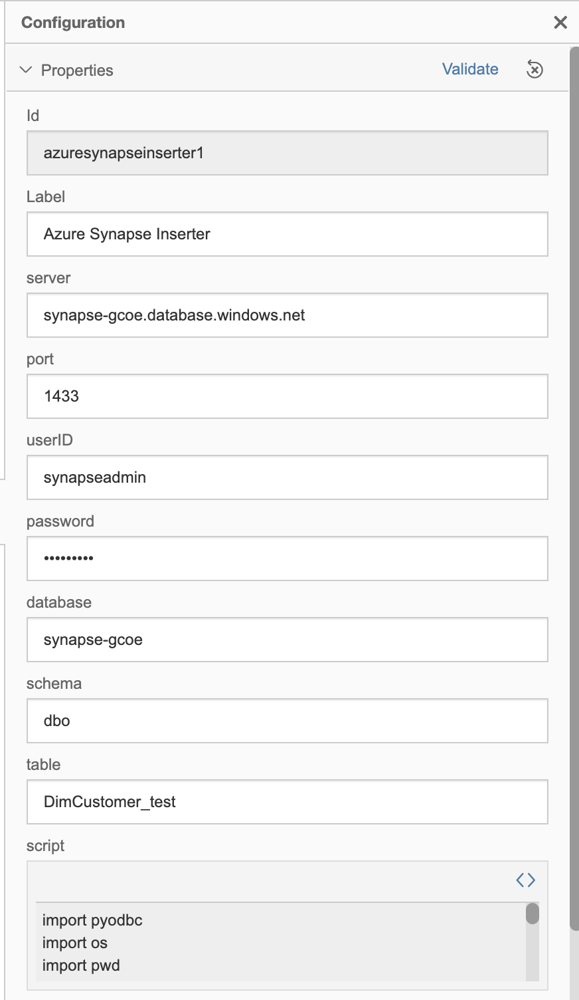 Configuration
Properties Validate
Id
azuresynapseinserter1
Label
Azure Synapse Inserter
server
synapse-gcoe.database.windows.net
port
1433
userID
synapseadmin
password
•••••••••
database
synapse-gcoe
schema
dbo
table
DimCustomer_test
script
import pyodbc
import os
import pwd